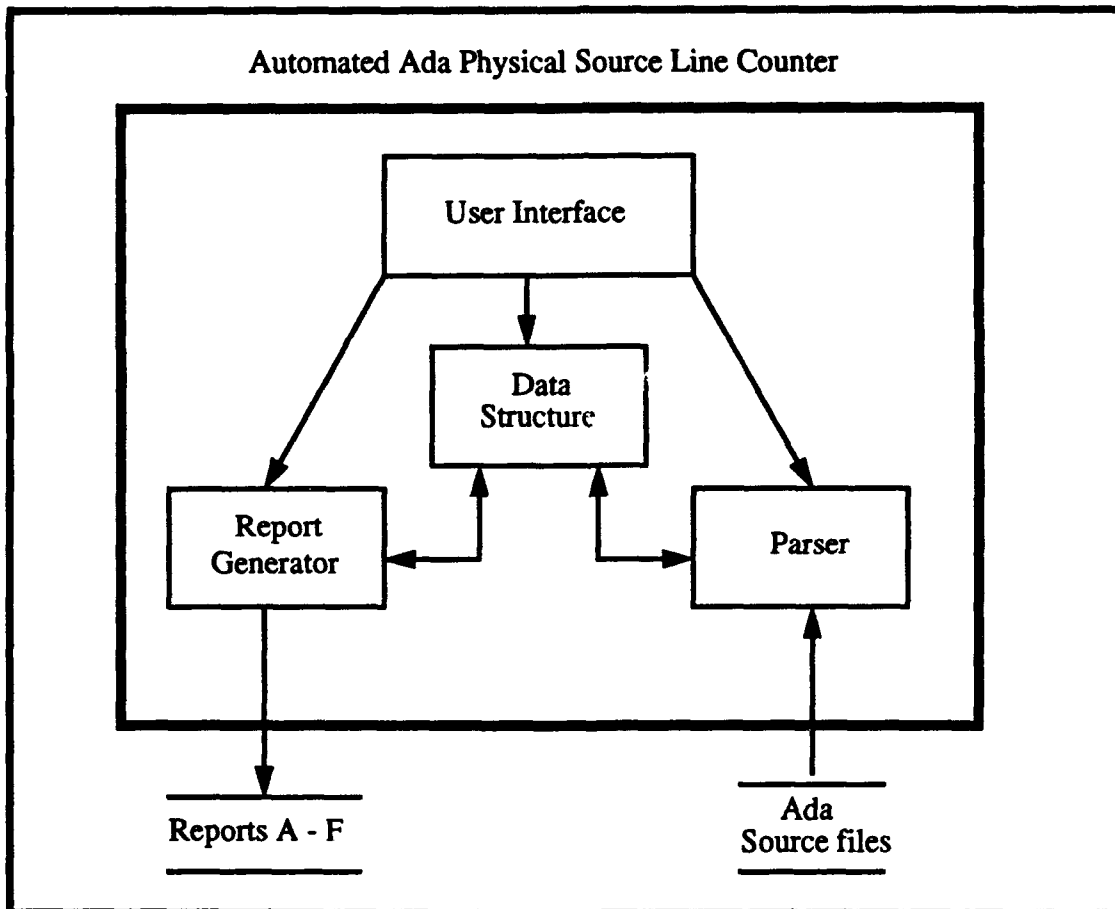 Automated Ada Physical Source Line Counter
User Interface
Data
Structure
Report
Generator
Parser
Reports A - F
Ada
Source files